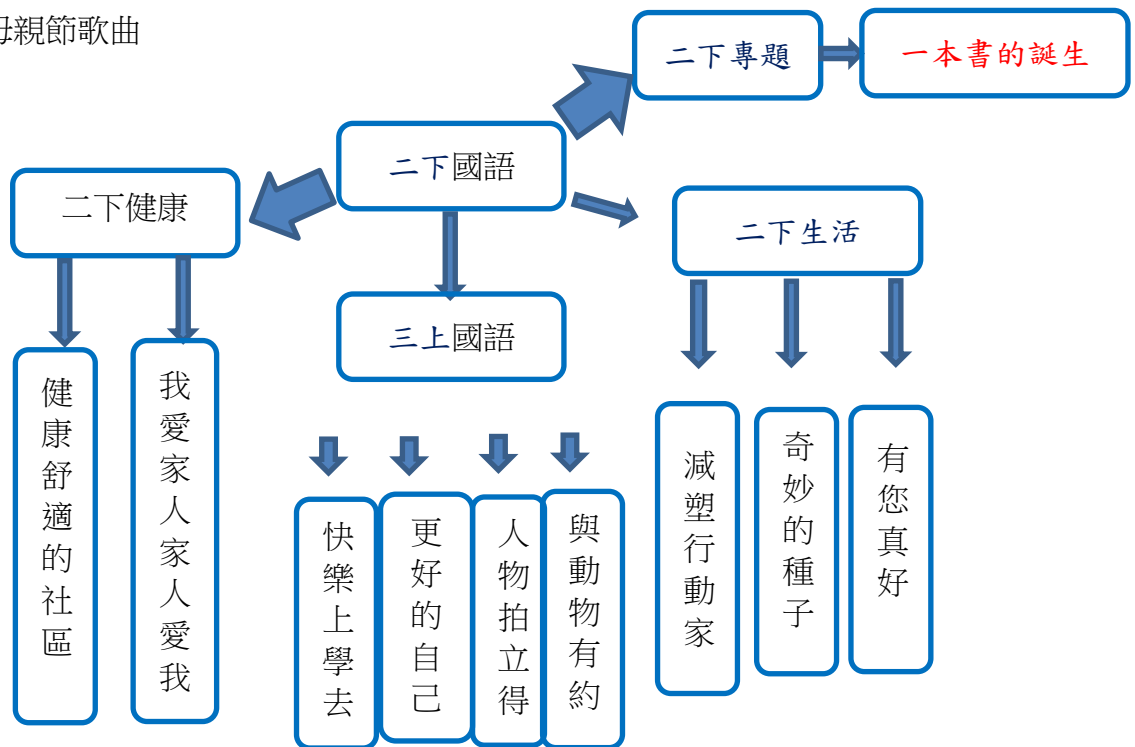 母親節歌曲
二下專題
一本書的誕生
二下國語
二下健康
二下生活
三上國語
健康舒適的社區
我愛家人家人愛我
快樂上學去
更好的自己
人物拍立得
與動物有約
減塑行動家
奇妙的種子
有您真好